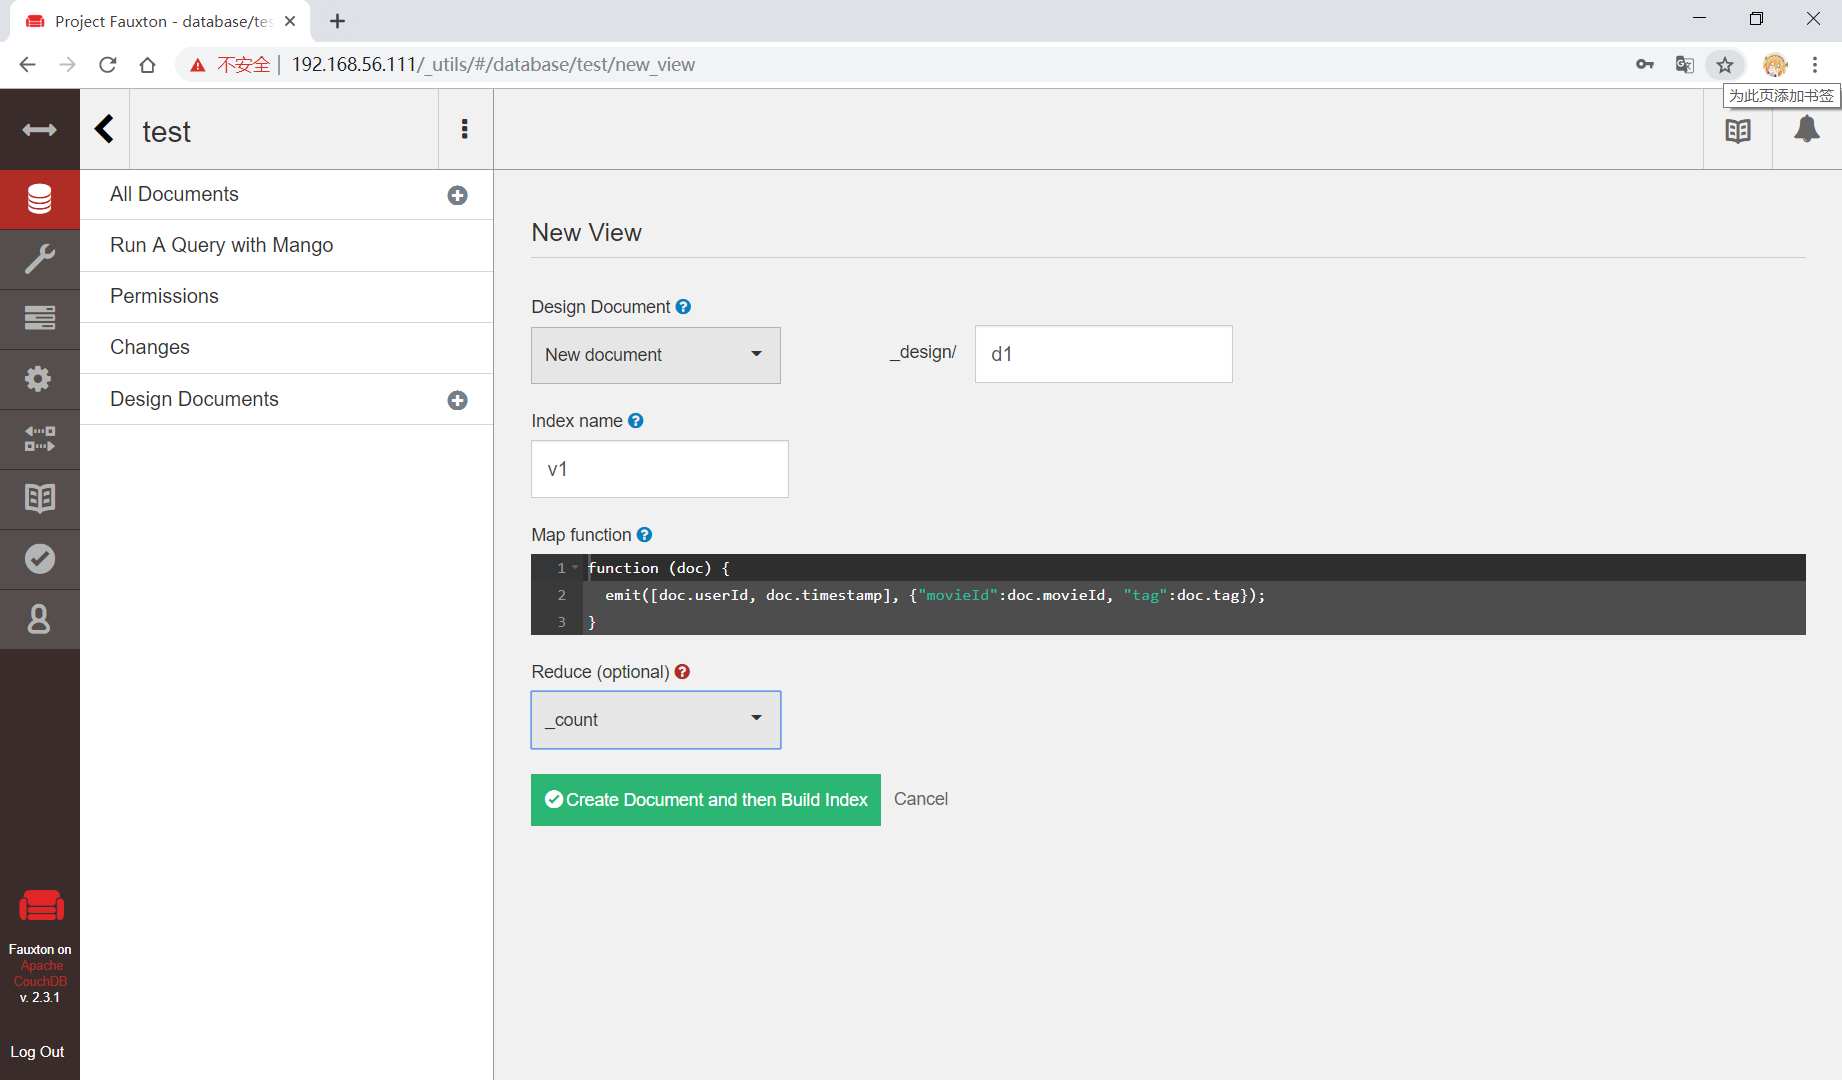 Project Fauxton - database/tes
不安全
192.168.56.111/_utils/#/database/test/new_view
为此页添加书签
test
All Documents
Run A Query with Mango
Permissions
Changes
Design Documents
New View
Design Document
New document
_design/
d1
Index name
v1
Map function
1 function (doc) {
2 emit([doc.userId, doc.timestamp], {"movieId":doc.movieId, "tag":doc.tag});
3 }
Reduce (optional)
_count
Create Document and then Build Index
Cancel
Fauxton on
Apache
CouchDB
v. 2.3.1
Log Out